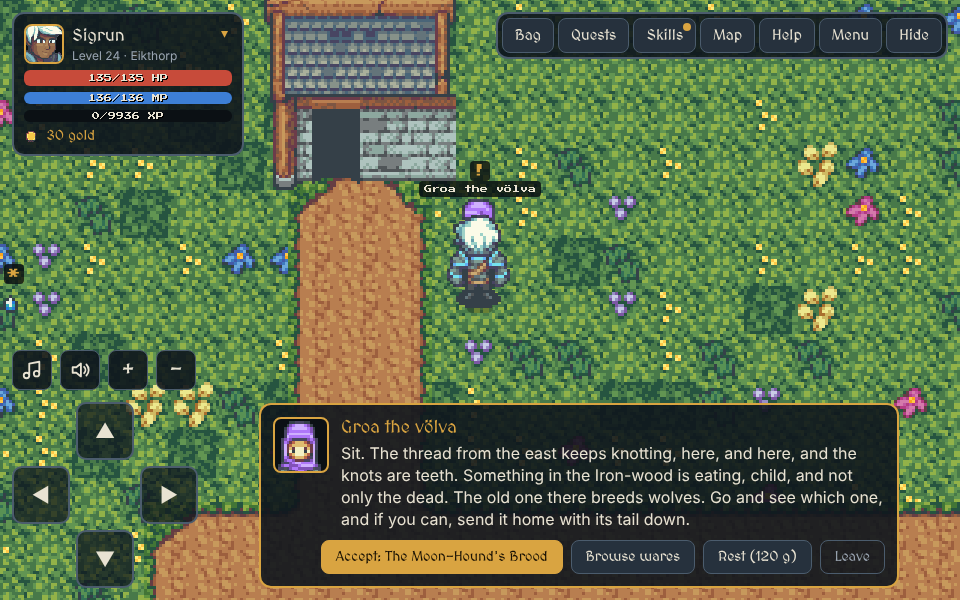 Sigrun
Level 24 · Eikthorp
135/135 HP
136/136 MP
0/9936 XP
30 gold
Bag
Quests
Skills
Map
Help
Menu
Hide
!
Groa the völva
Groa the völva
Sit. The thread from the east keeps knotting, here, and here, and the
knots are teeth. Something in the Iron-wood is eating, child, and not
only the dead. The old one there breeds wolves. Go and see which one,
and if you can, send it home with its tail down.
Accept: The Moon-Hound's Brood
Browse wares
Rest (120 g)
Leave